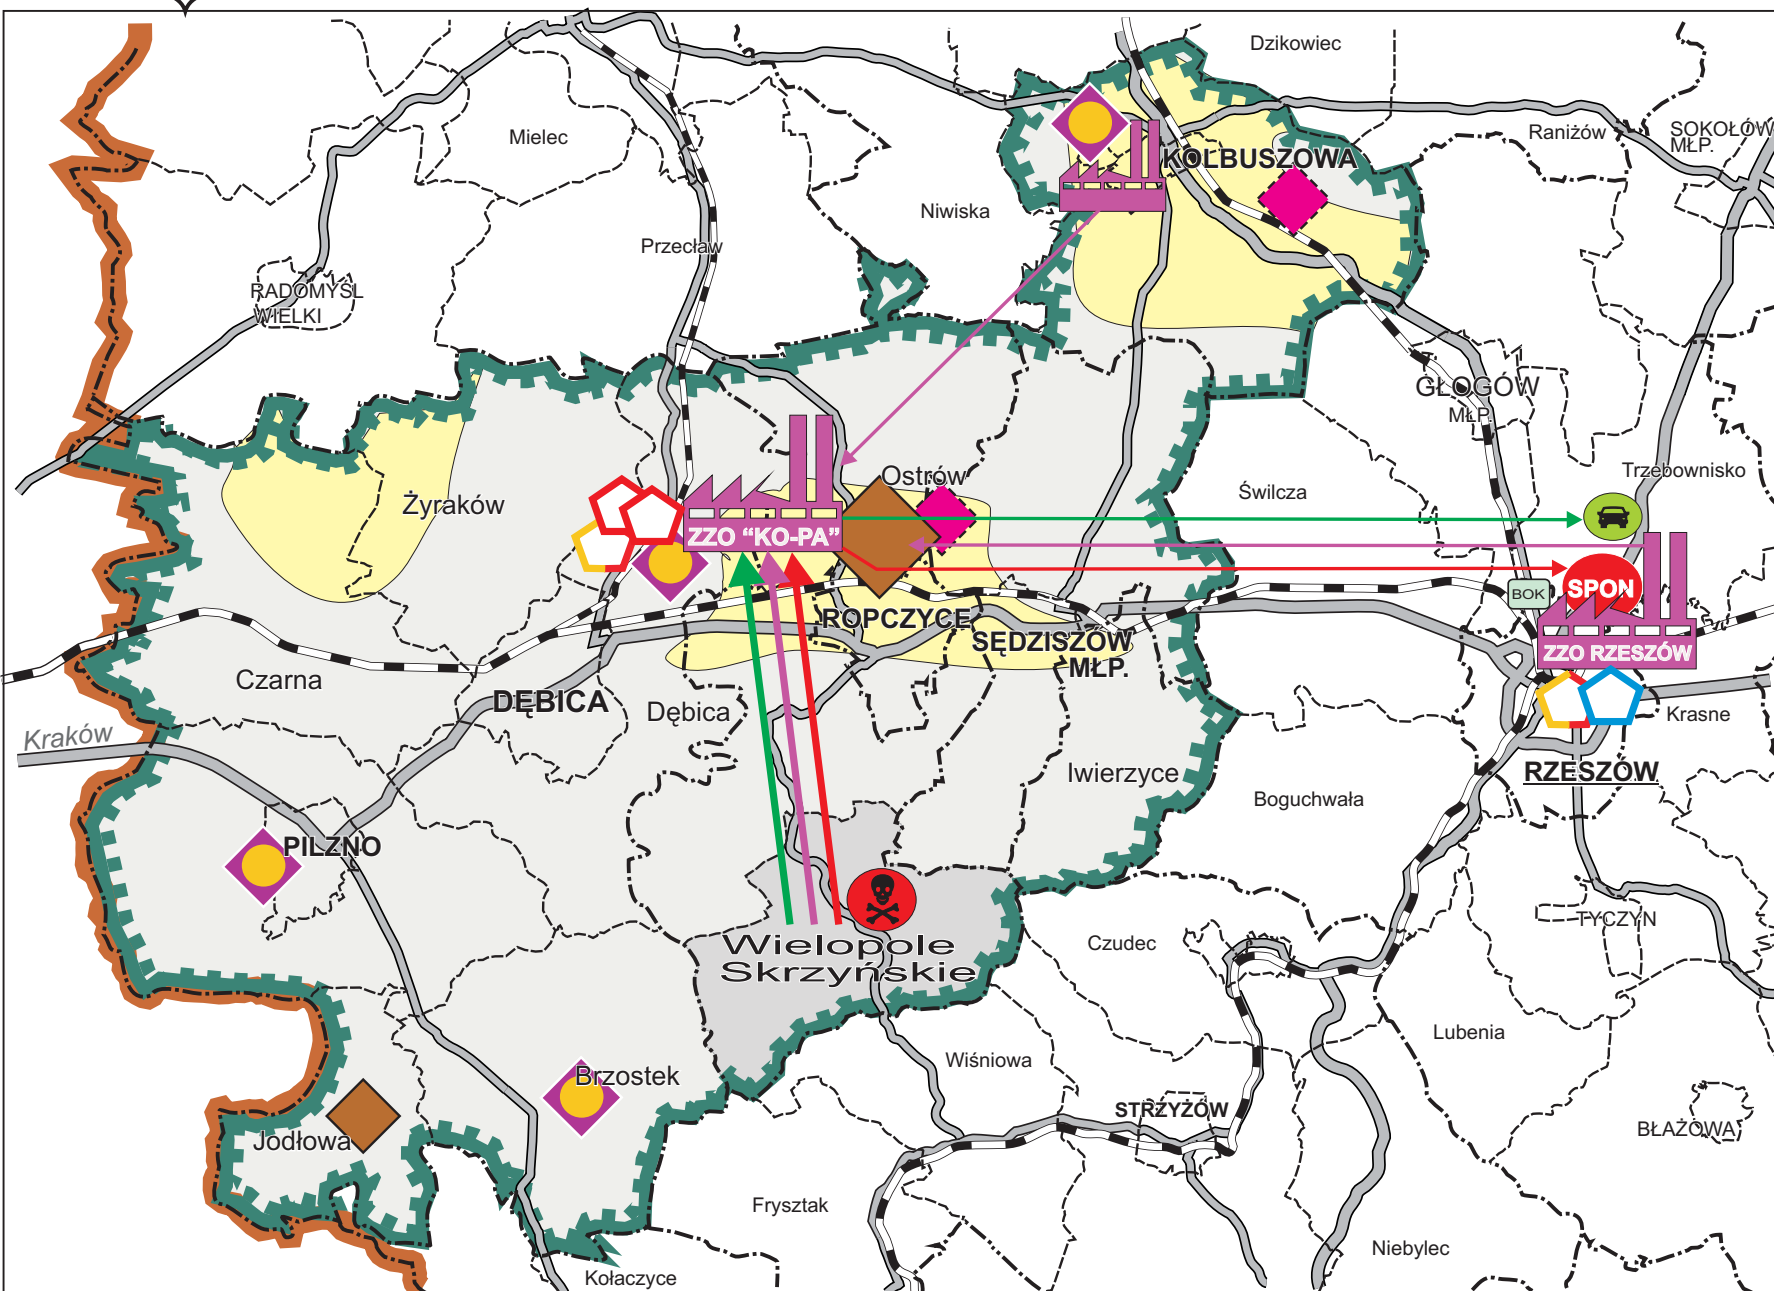 Dzikowiec
Mielec
Raniżów
SOKOŁÓW
MŁP.
KOLBUSZOWA
Niwiska
Przecław
RADOMYŚL
WIELKI
GŁOGÓW
MŁP.
Trzebownisko
Ostrów
Świlcza
Żyraków
ZZO "KO-PA"
SPON
BOK
ROPCZYCE
SĘDZISZÓW
MŁP.
ZZO RZESZÓW
Czarna
DĘBICA
Dębica
Krasne
Kraków
Iwierzyce
RZESZÓW
Boguchwała
PILZNO
TYCZYN
Wielopole
Skrzyńskie
Czudec
Lubenia
Wiśniowa
Brzostek
STRZYŻÓW
Jodłowa
BŁAŻOWA
Frysztak
Niebylec
Kołaczyce